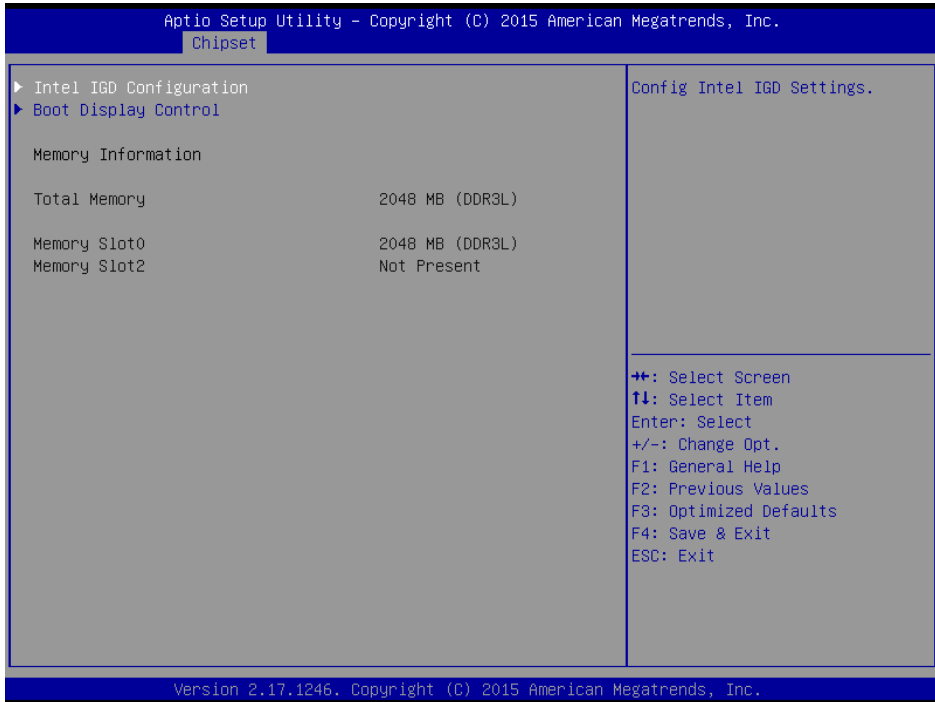 Aptio Setup Utility – Copyright (C) 2015 American Megatrends, Inc.
Chipset
▶ Intel IGD Configuration
▶ Boot Display Control
Memory Information
Total Memory 2048 MB (DDR3L)
Memory Slot0 2048 MB (DDR3L)
Memory Slot2 Not Present
Config Intel IGD Settings.
→←: Select Screen
↑↓: Select Item
Enter: Select
+/-: Change Opt.
F1: General Help
F2: Previous Values
F3: Optimized Defaults
F4: Save & Exit
ESC: Exit
Version 2.17.1246. Copyright (C) 2015 American Megatrends, Inc.